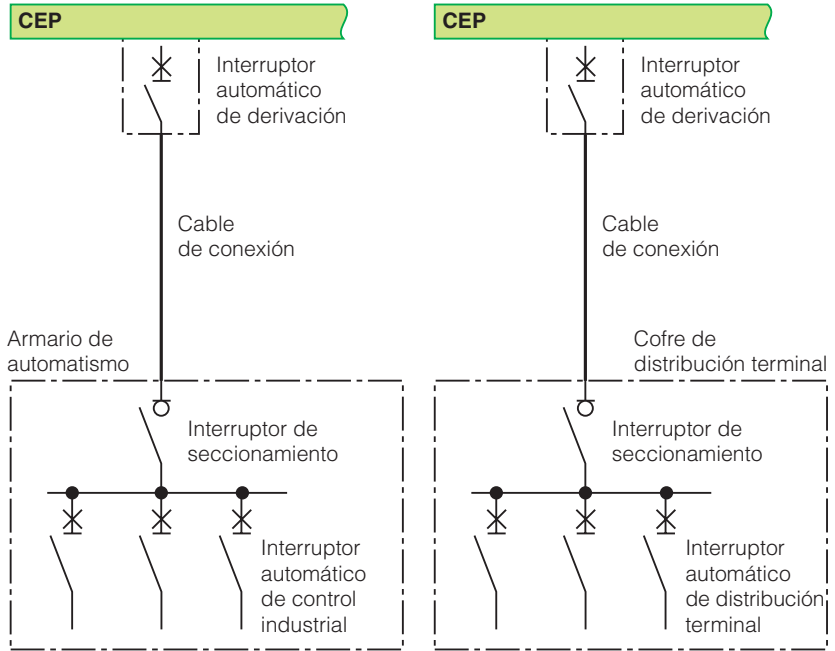 CEP
Interruptor
automático
de derivación
Cable
de conexión
Armario de
automatismo
Interruptor de
seccionamiento
Interruptor
automático
de control
industrial
CEP
Interruptor
automático
de derivación
Cable
de conexión
Cofre de
distribución terminal
Interruptor de
seccionamiento
Interruptor
automático
de distribución
terminal